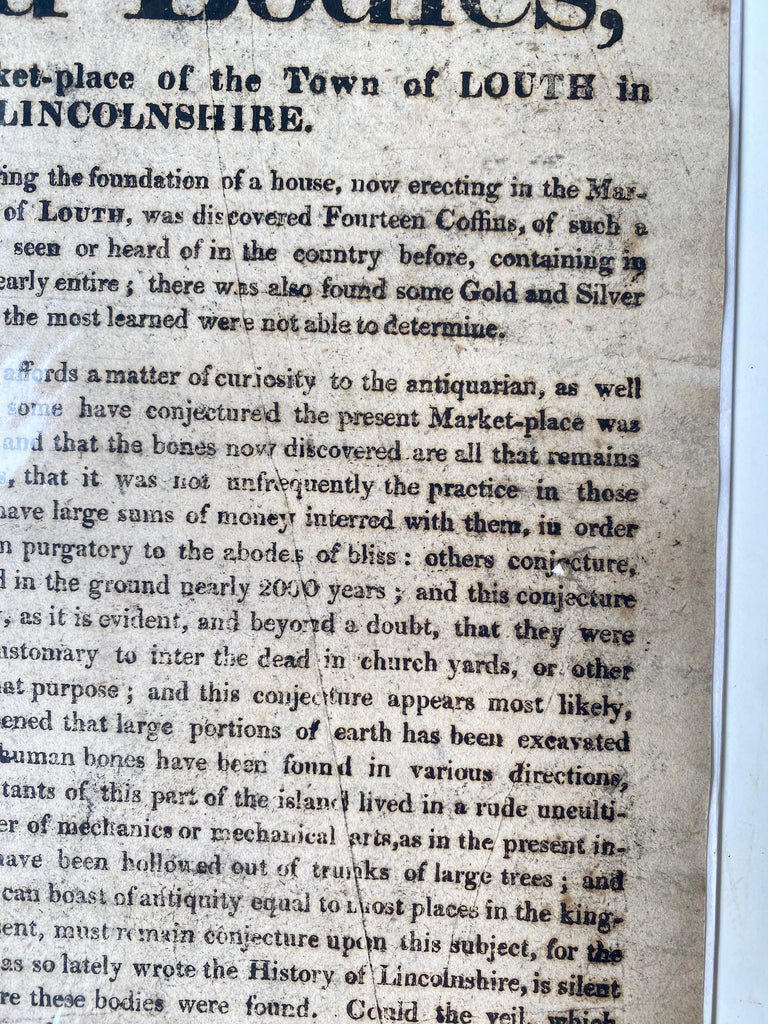 Bodies,
ket-place of the Town of LOUTH in
LINCOLNSHIRE.
ing the foundation of a house, now erecting in the Mar-
of LOUTH, was discovered Fourteen Coffins, of such a
seen or heard of in the country before, containing in
early entire; there was also found some Gold and Silver
the most learned were not able to determine.
affords a matter of curiosity to the antiquarian, as well
some have conjectured the present Market-place was
and that the bones now discovered are all that remains
s, that it was not unfrequently the practice in those
have large sums of money interred with them, in order
n purgatory to the abodes of bliss: others conjecture,
d in the ground nearly 2000 years; and this conjecture
y, as it is evident, and beyond a doubt, that they were
ustomary to inter the dead in church yards, or other
at purpose; and this conjecture appears most likely,
ened that large portions of earth has been excavated
human bones have been found in various directions,
tants of this part of the island lived in a rude unculti-
er of mechanics or mechanical arts, as in the present in-
have been hollowed out of trunks of large trees; and
can boast of antiquity equal to most places in the king-
sent, must remain conjecture upon this subject, for the
as so lately wrote the History of Lincolnshire, is silent
re these bodies were found. Could the veil, which